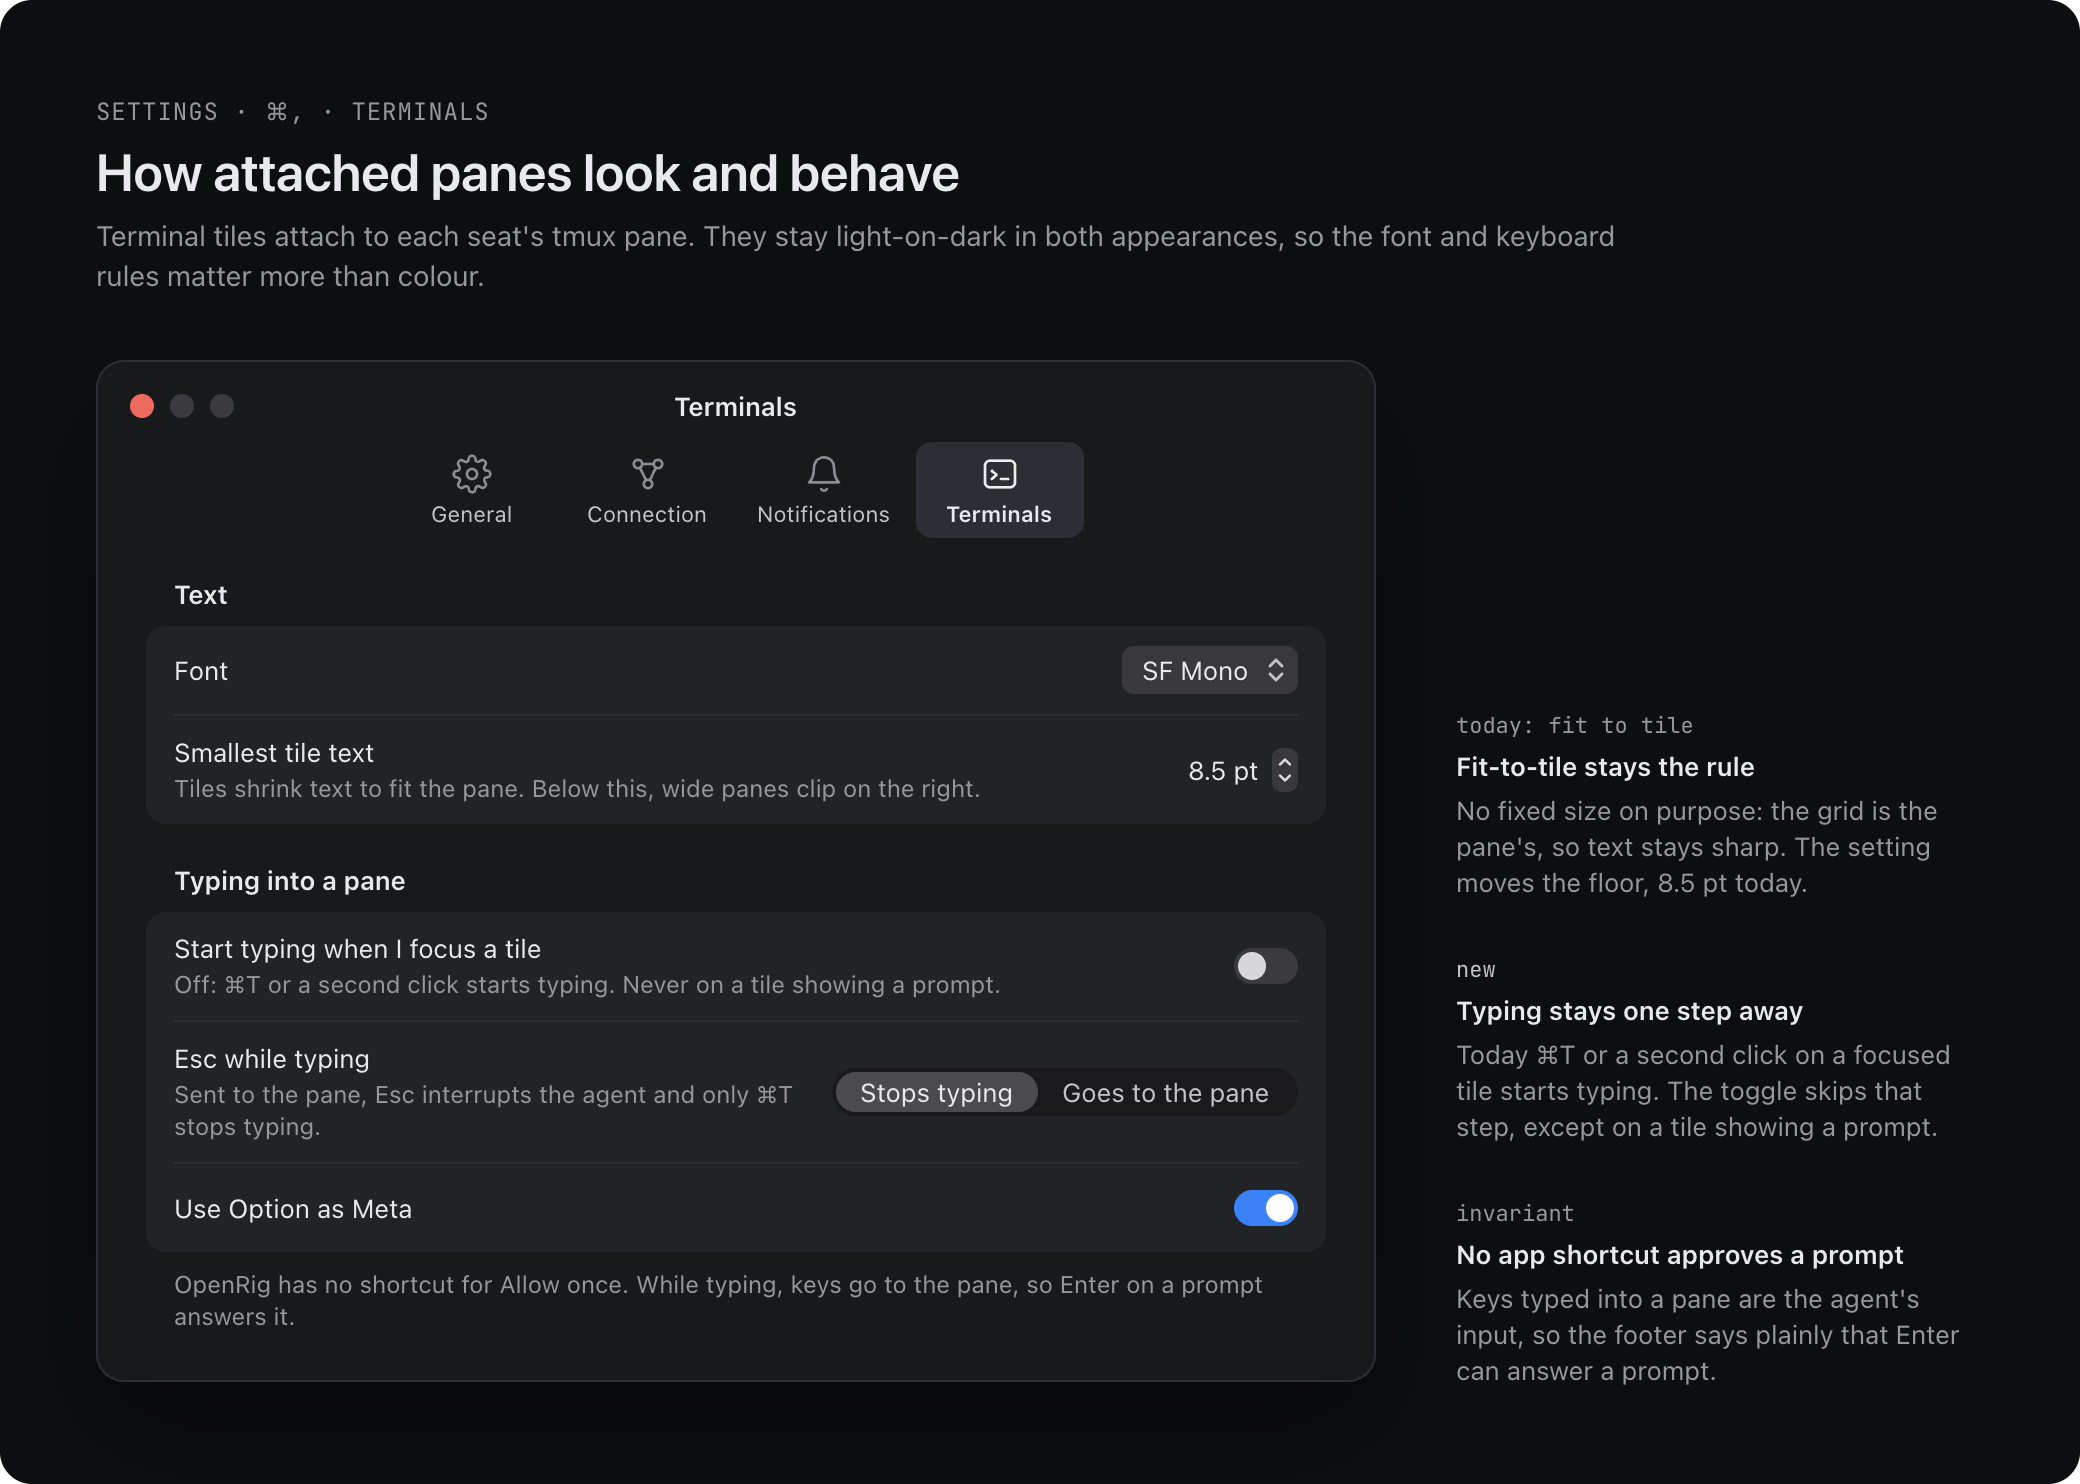 SETTINGS · ⌘, · TERMINALS
How attached panes look and behave
Terminal tiles attach to each seat's tmux pane. They stay light-on-dark in both appearances, so the font and keyboard
rules matter more than colour.
Terminals
General
Connection
Notifications
Terminals
Text
Font
SF Mono
Smallest tile text
Tiles shrink text to fit the pane. Below this, wide panes clip on the right.
8.5 pt
Typing into a pane
Start typing when I focus a tile
Off: ⌘T or a second click starts typing. Never on a tile showing a prompt.
Esc while typing
Sent to the pane, Esc interrupts the agent and only ⌘T
stops typing.
Stops typing
Goes to the pane
Use Option as Meta
OpenRig has no shortcut for Allow once. While typing, keys go to the pane, so Enter on a prompt
answers it.
today: fit to tile
Fit-to-tile stays the rule
No fixed size on purpose: the grid is the
pane's, so text stays sharp. The setting
moves the floor, 8.5 pt today.
new
Typing stays one step away
Today ⌘T or a second click on a focused
tile starts typing. The toggle skips that
step, except on a tile showing a prompt.
invariant
No app shortcut approves a prompt
Keys typed into a pane are the agent's
input, so the footer says plainly that Enter
can answer a prompt.